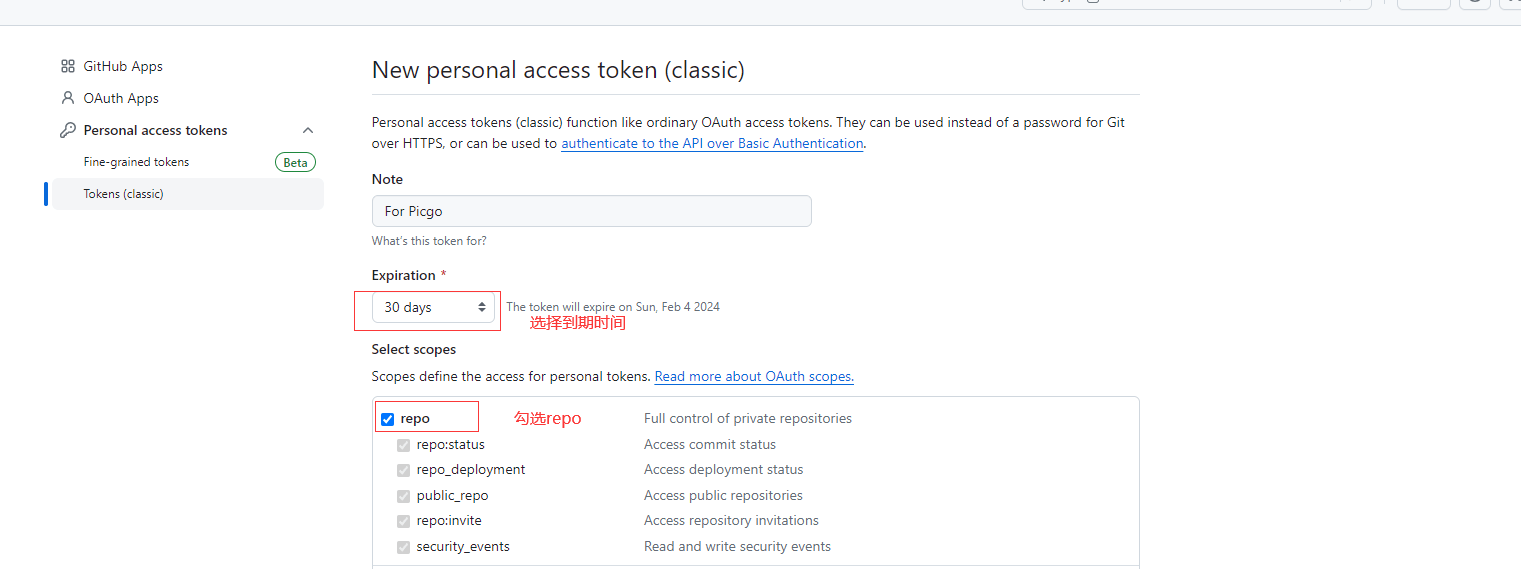 GitHub Apps
OAuth Apps
Personal access tokens
Fine-grained tokens Beta
Tokens (classic)
New personal access token (classic)
Personal access tokens (classic) function like ordinary OAuth access tokens. They can be used instead of a password for Git
over HTTPS, or can be used to authenticate to the API over Basic Authentication.
Note
For Picgo
What's this token for?
Expiration *
30 days The token will expire on Sun, Feb 4 2024
选择到期时间
Select scopes
Scopes define the access for personal tokens. Read more about OAuth scopes.
repo 勾选repo Full control of private repositories
repo:status Access commit status
repo_deployment Access deployment status
public_repo Access public repositories
repo:invite Access repository invitations
security_events Read and write security events